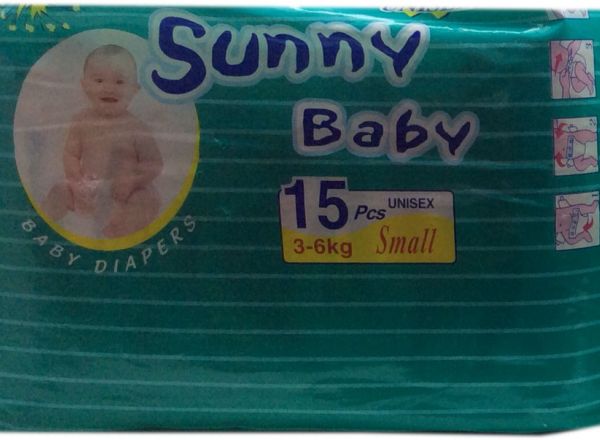 Sunny
Baby
15 Pcs UNISEX
3-6kg Small
BABY DIAPERS